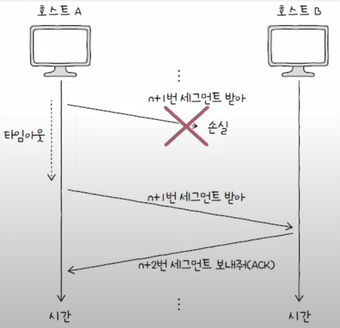 호스트 A
호스트 B
n+1번 세그먼트 받아
손실
타임아웃
n+1번 세그먼트 받아
n+2번 세그먼트 보내줘(ACK)
시간
시간